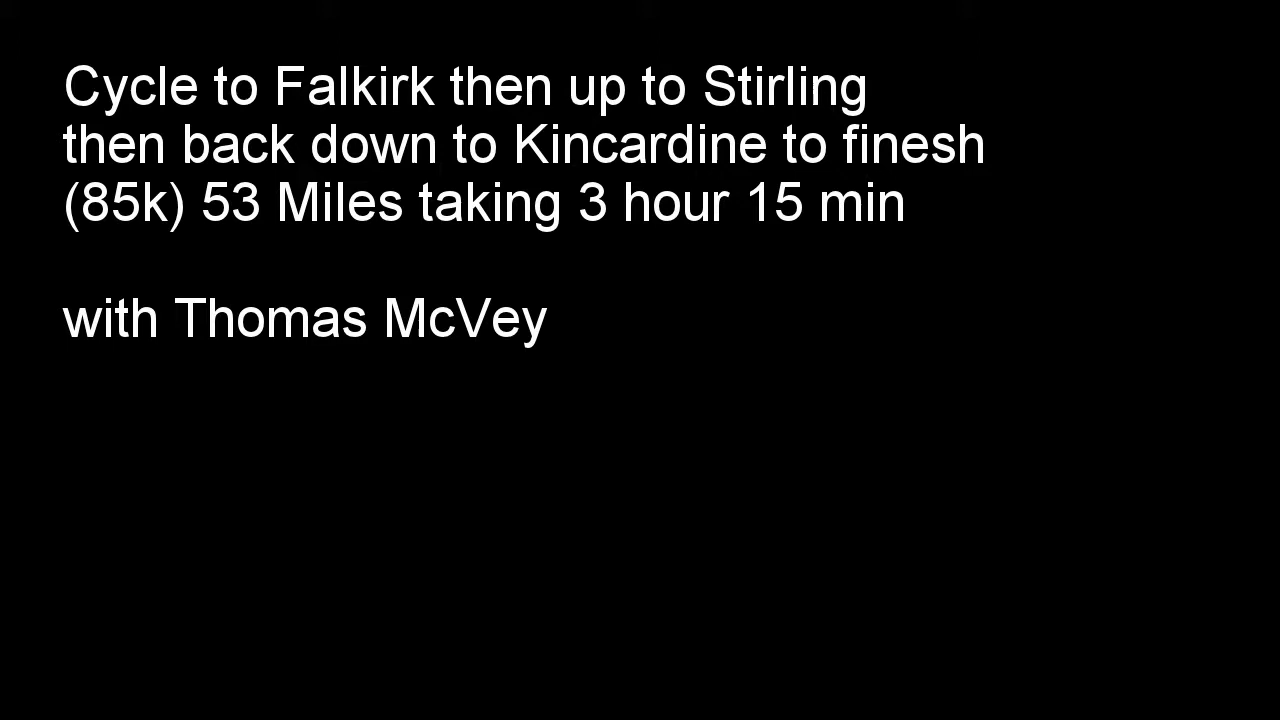 Cycle to Falkirk then up to Stirling
then back down to Kincardine to finesh
(85k) 53 Miles taking 3 hour 15 min
with Thomas McVey